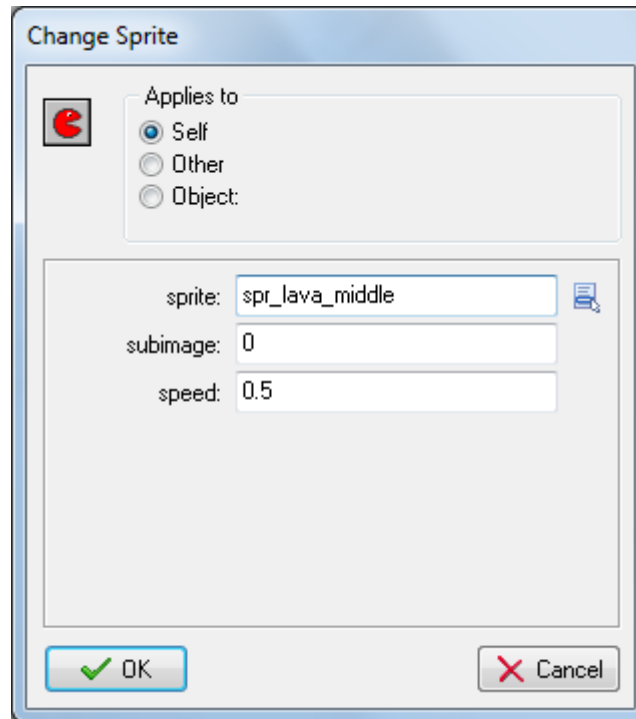 Change Sprite
Applies to
Self
Other
Object:
sprite: spr_lava_middle
subimage: 0
speed: 0.5
OK Cancel